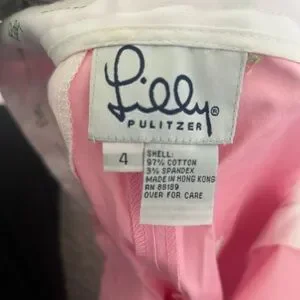 Lilly®
PULITZER
4
SHELL:
97% COTTON
3% SPANDEX
MADE IN HONG KONG
RN 88189
OVER FOR CARE